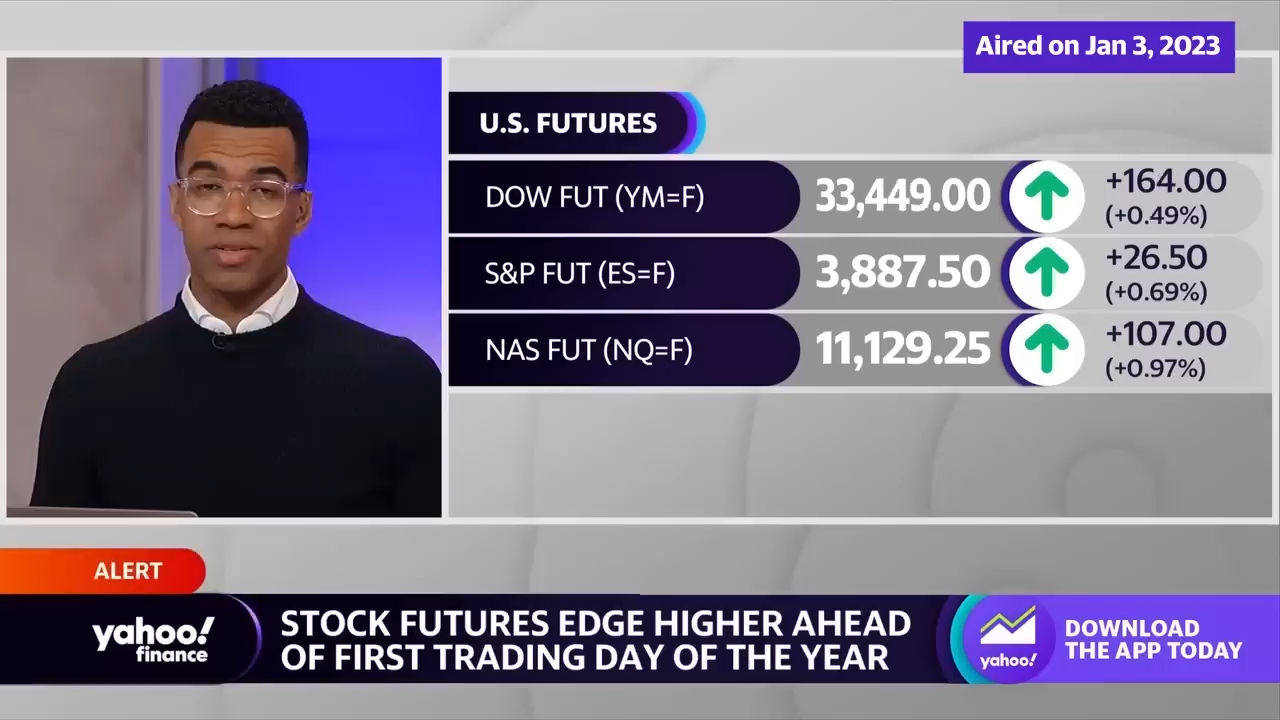 Aired on Jan 3, 2023
U.S. FUTURES
DOW FUT (YM=F) 33,449.00 +164.00
(+0.49%)
S&P FUT (ES=F) 3,887.50 +26.50
(+0.69%)
NAS FUT (NQ=F) 11,129.25 +107.00
(+0.97%)
ALERT
yahoo!
finance
STOCK FUTURES EDGE HIGHER AHEAD
OF FIRST TRADING DAY OF THE YEAR
yahoo!
DOWNLOAD
THE APP TODAY